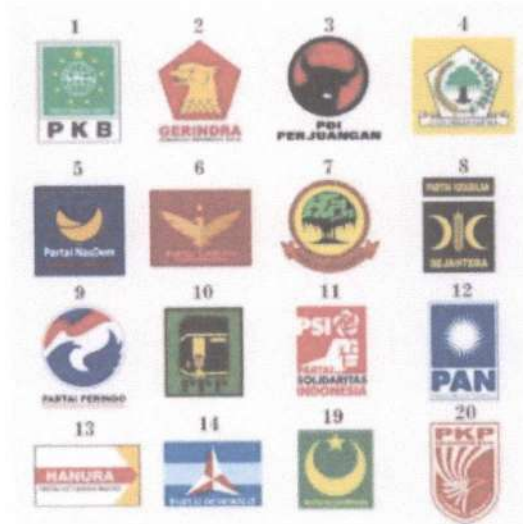 1 2 3 4
PKB GERINDRA PDI PERJUANGAN
5 6 7 8
Partai NasDem
PARTAI KEADILAN
SEJAHTERA
9 10 11 12
PARTAI PERINDO
PSI
PARTAI
SOLIDARITAS
INDONESIA
PAN
13 14 19 20
HANURA
PKP